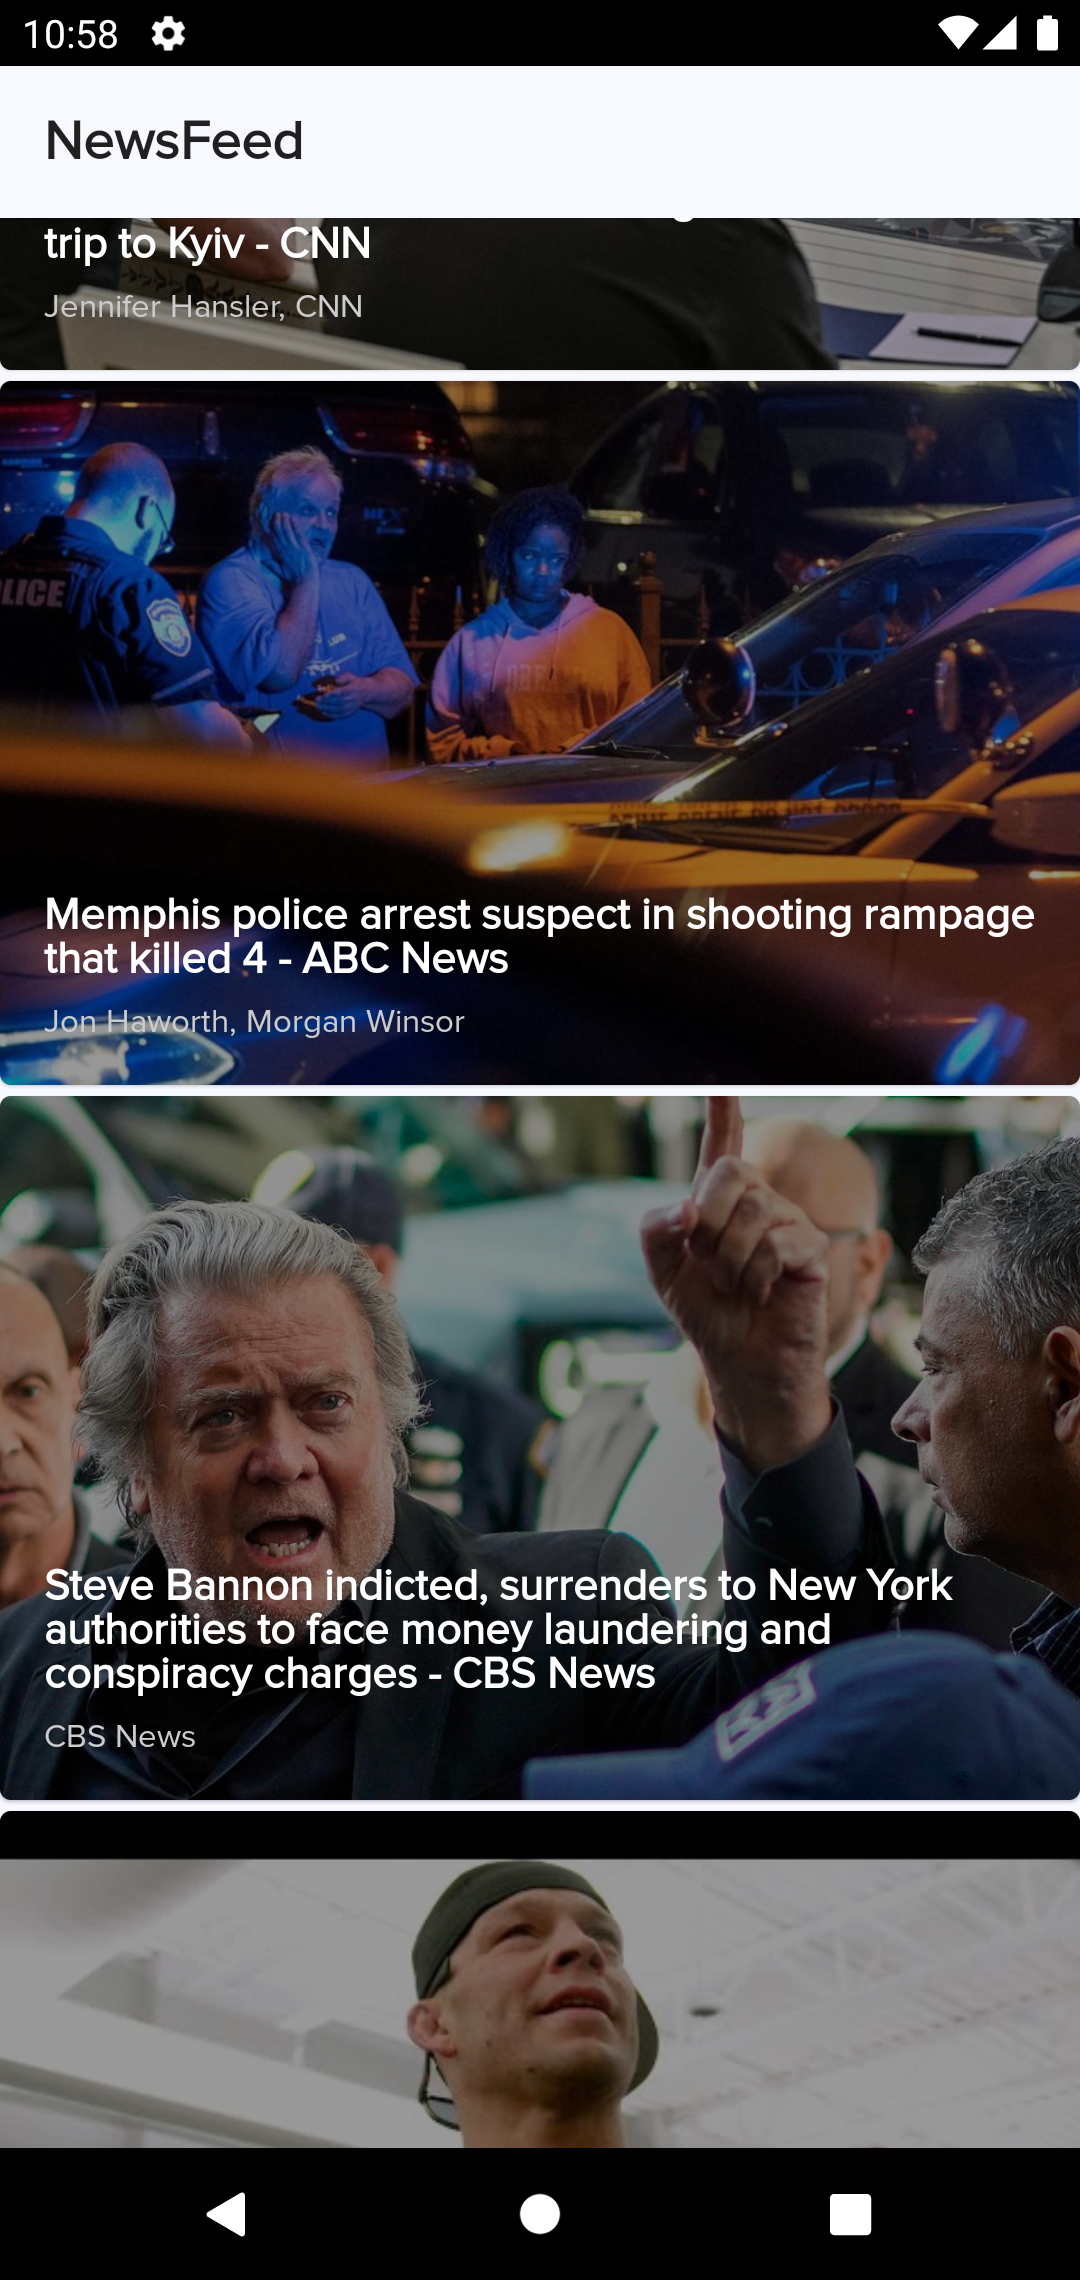 10:58
NewsFeed
trip to Kyiv - CNN
Jennifer Hansler, CNN
LICE
Memphis police arrest suspect in shooting rampage
that killed 4 - ABC News
Jon Haworth, Morgan Winsor
Steve Bannon indicted, surrenders to New York
authorities to face money laundering and
conspiracy charges - CBS News
CBS News